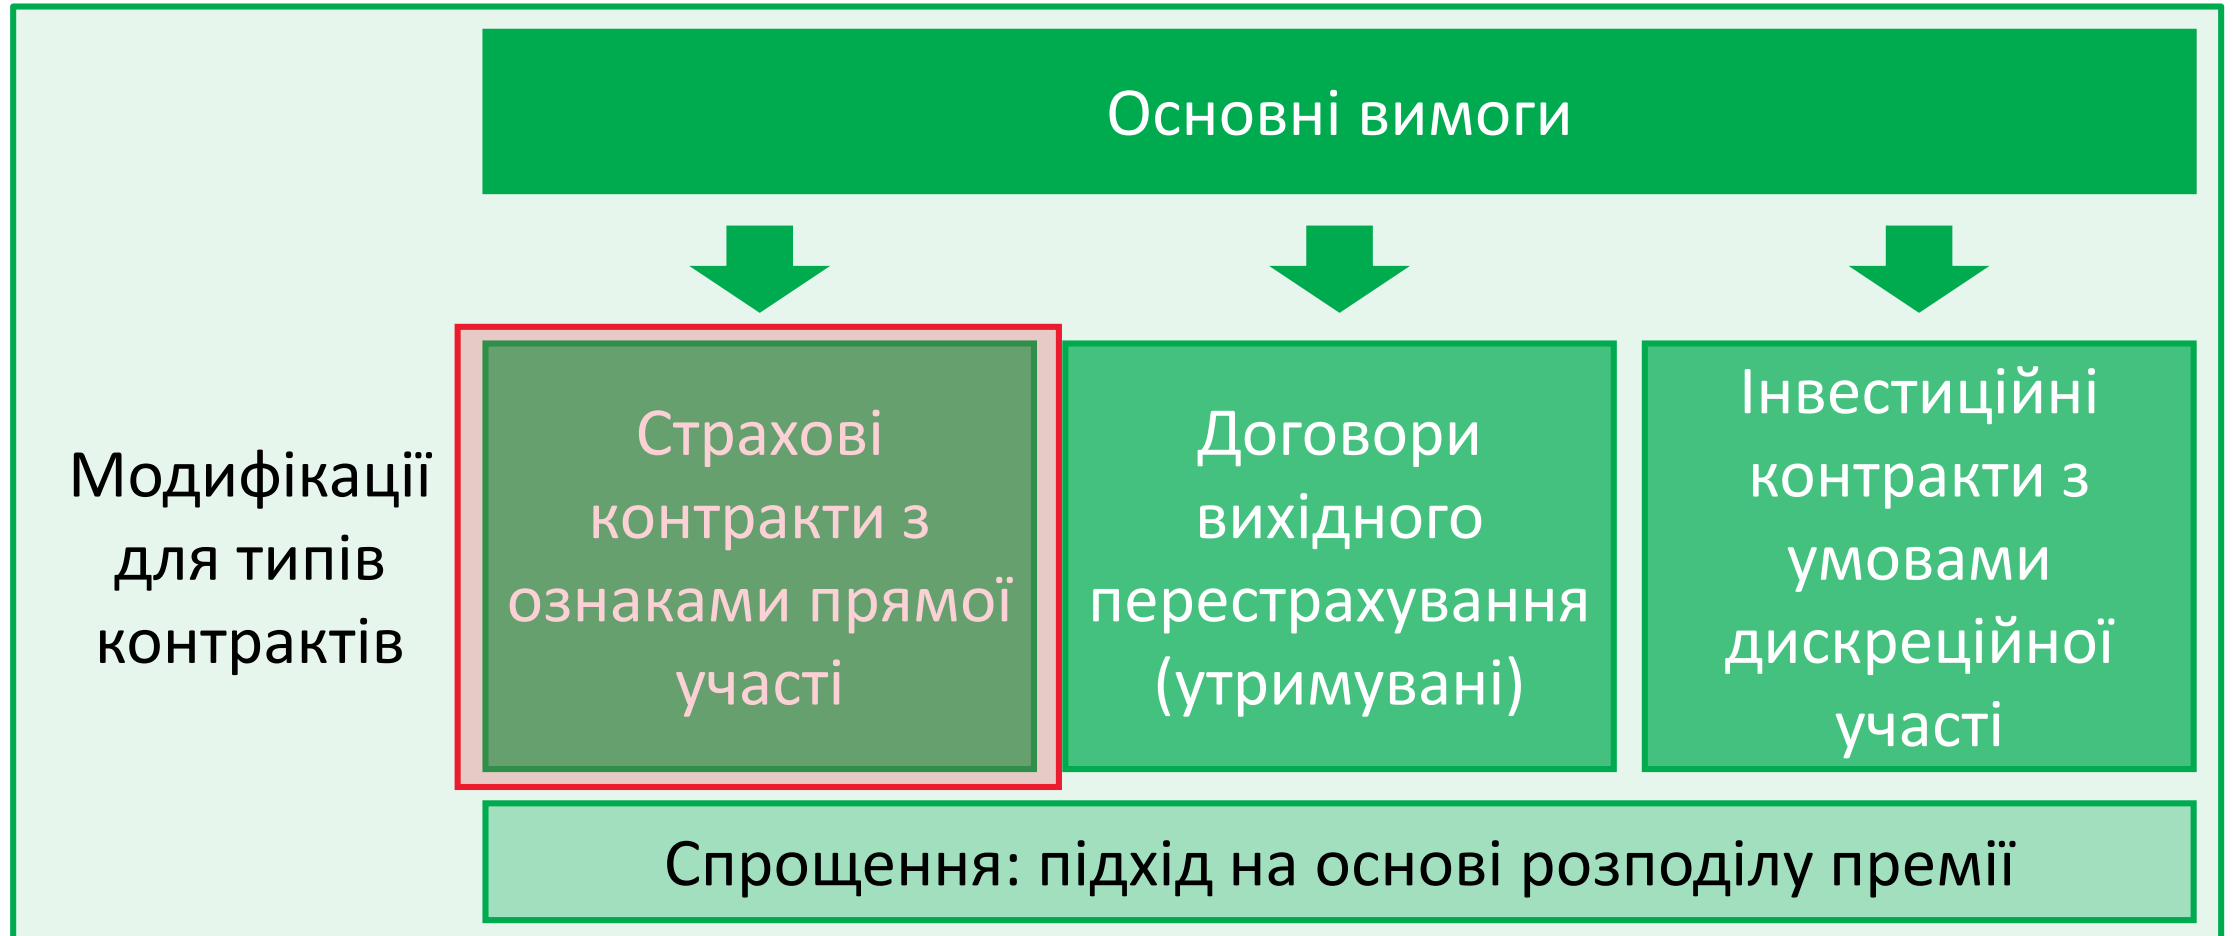 Основні вимоги
Модифікації
для типів
контрактів
Страхові
контракти з
ознаками прямої
участі
Договори
вихідного
перестрахування
(утримувані)
Інвестиційні
контракти з
умовами
дискреційної
участі
Спрощення: підхід на основі розподілу премії